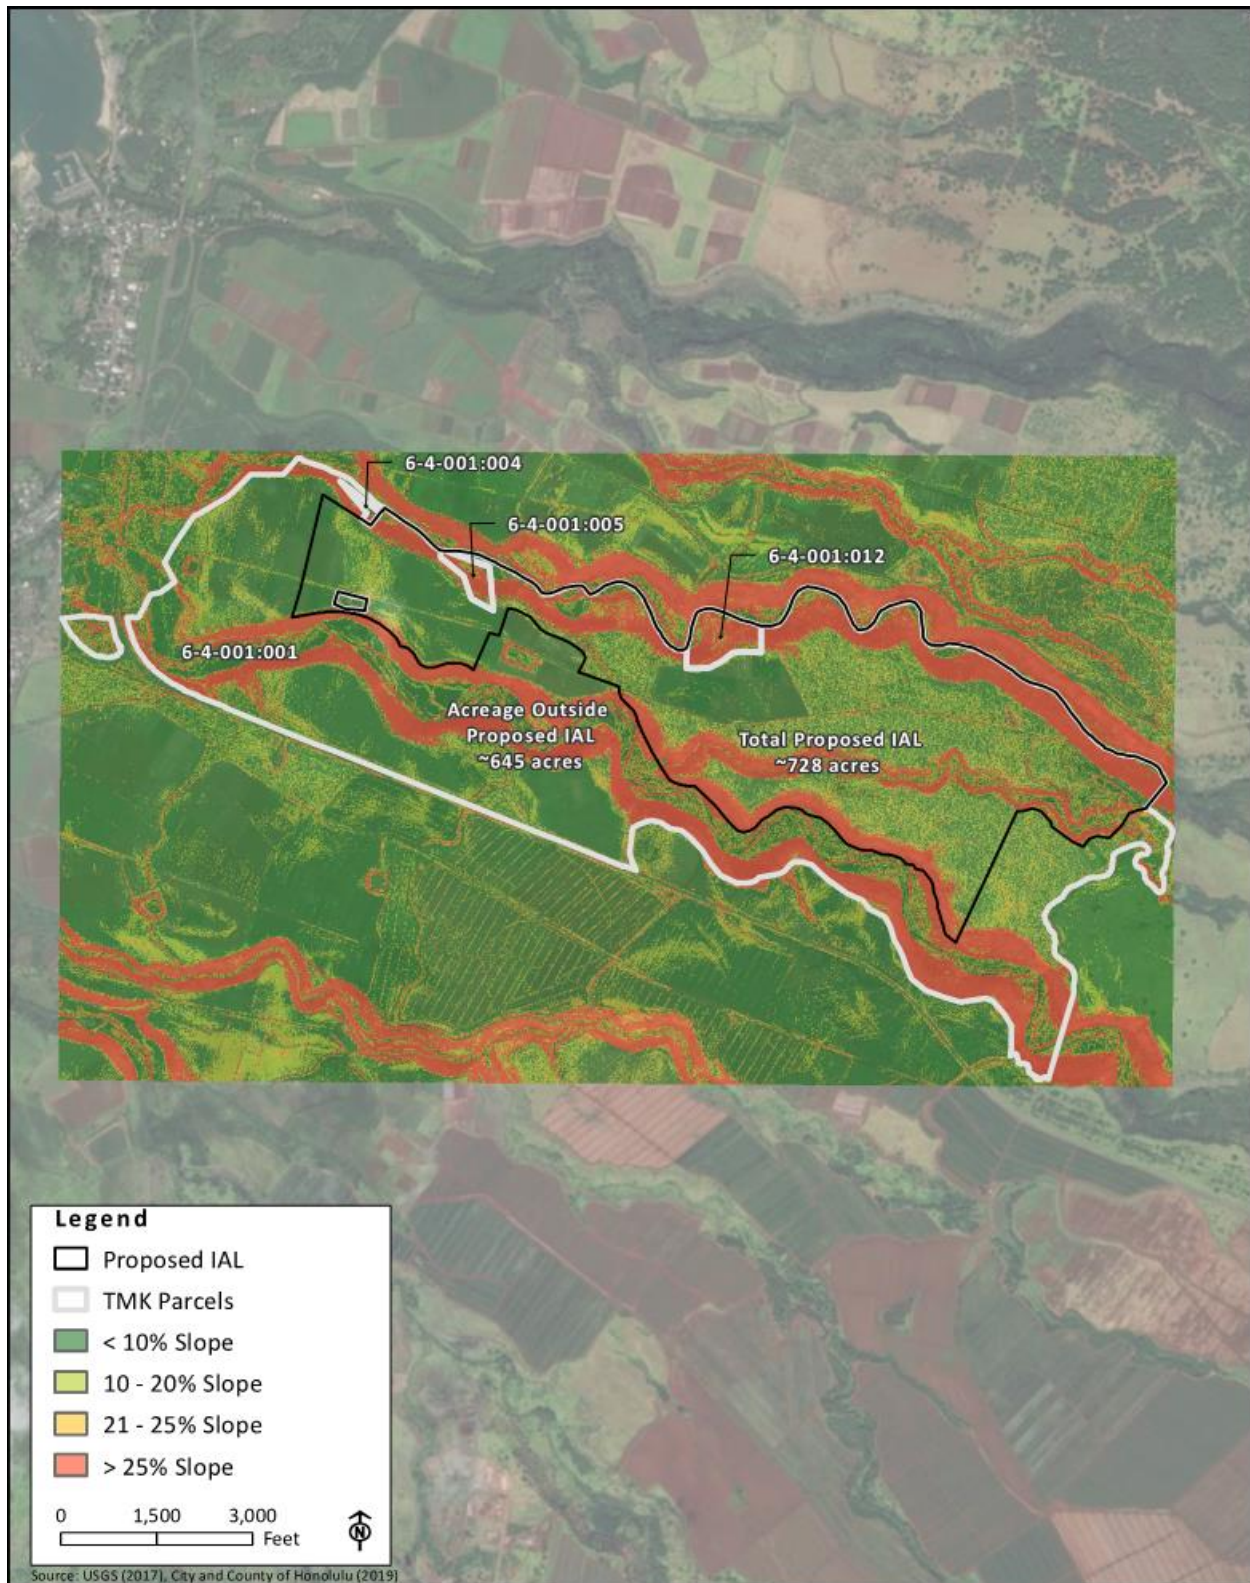 6-4-001:004
6-4-001:005
6-4-001:012
6-4-001:001
Acreage Outside
Proposed IAL
~645 acres
Total Proposed IAL
~728 acres
Legend
Proposed IAL
TMK Parcels
< 10% Slope
10 - 20% Slope
21 - 25% Slope
> 25% Slope
0 1,500 3,000
Feet
N
Source: USGS (2017), City and County of Honolulu (2019)